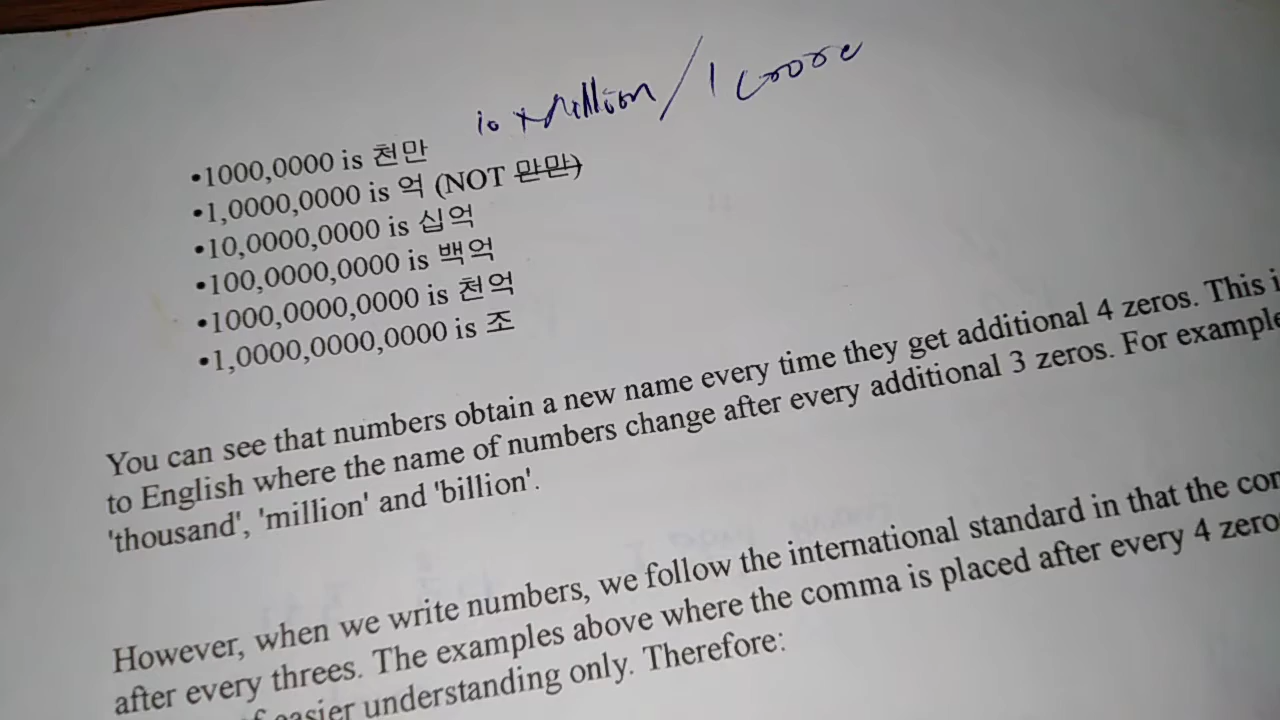 10 Million / 1 Crore
•1000,0000 is 천만
•1,0000,0000 is 억 (NOT 만만)
•10,0000,0000 is 십억
•100,0000,0000 is 백억
•1000,0000,0000 is 천억
•1,0000,0000,0000 is 조
You can see that numbers obtain a new name every time they get additional 4 zeros. This
to English where the name of numbers change after every additional 3 zeros. For example
'thousand', 'million' and 'billion'.
However, when we write numbers, we follow the international standard in that the
after every threes. The examples above where the comma is placed after every 4
easier understanding only. Therefore: